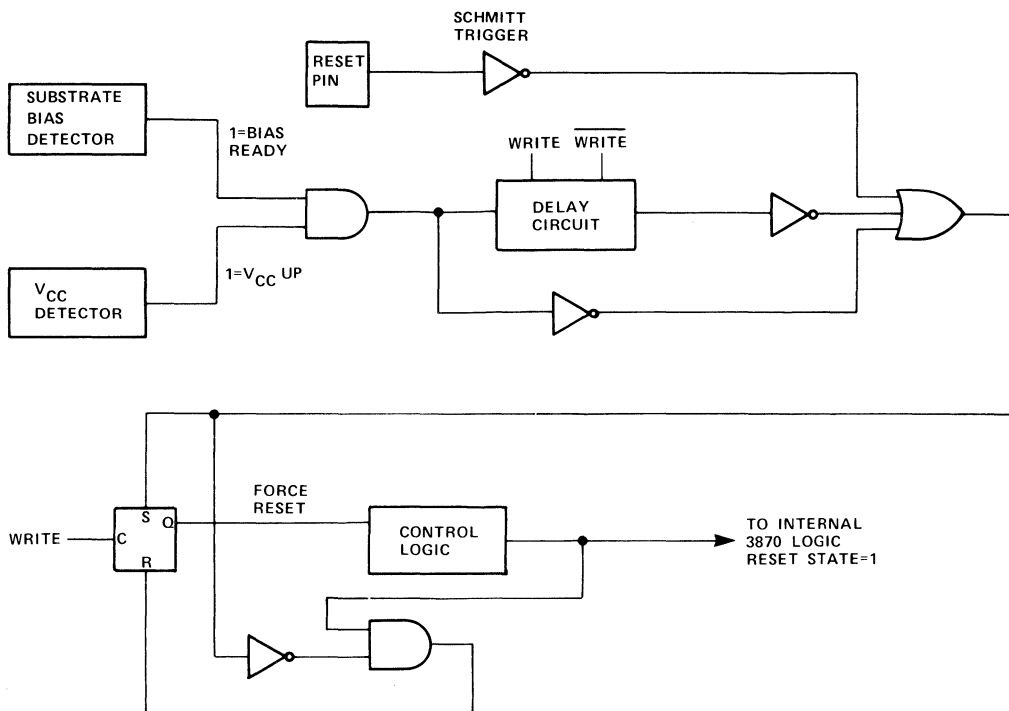 SCHMITT
TRIGGER
RESET
PIN
SUBSTRATE
BIAS
DETECTOR
1=BIAS
READY
WRITE
WRITE
DELAY
CIRCUIT
1=VCC UP
VCC
DETECTOR
FORCE
RESET
S
Q
WRITE
C
R
CONTROL
LOGIC
TO INTERNAL
3870 LOGIC
RESET STATE=1